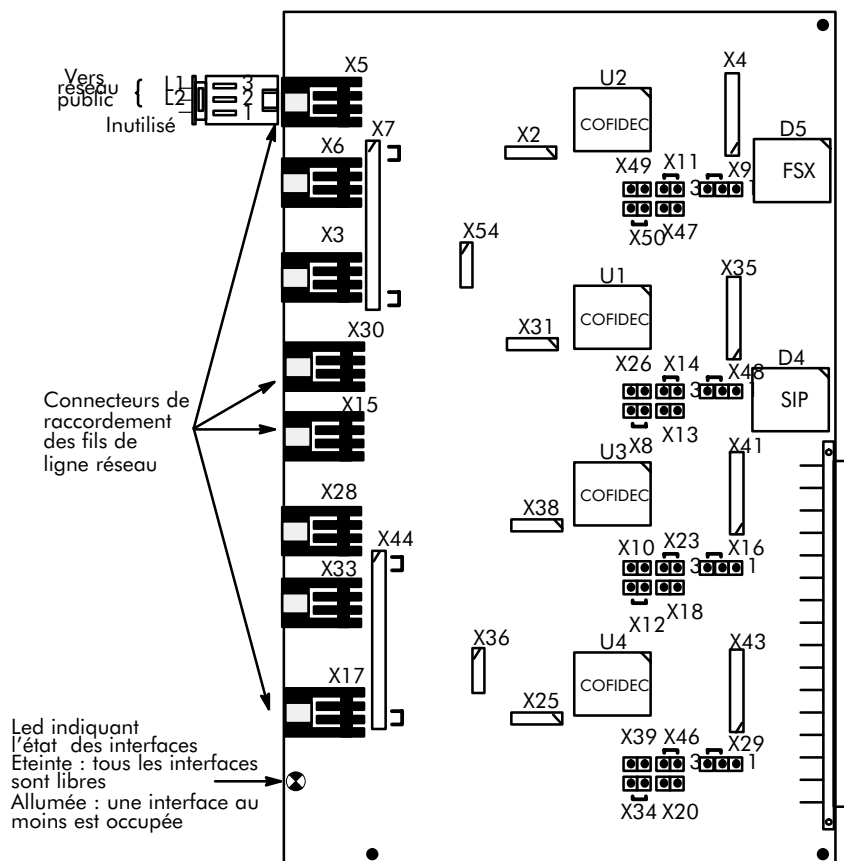 X5
X4
U2
Vers
réseau
public
{
L1
L2
3
2
1
Inutilisé
COFIDEC
X7
X2
D5
FSX
X6
X49
X11
X9
3
1
X50
X47
X3
X54
X35
U1
COFIDEC
X31
X30
X26
X14
X48
D4
SIP
3
1
Connecteurs de
raccordement
des fils de
ligne réseau
X15
X8
X13
X41
U3
COFIDEC
X28
X38
X44
X10
X23
X16
3
1
X33
X12
X18
X36
U4
X43
COFIDEC
X17
X25
Led indiquant
l'état des interfaces
Eteinte : tous les interfaces
sont libres
Allumée : une interface au
moins est occupée
X39
X46
X29
3
1
X34
X20